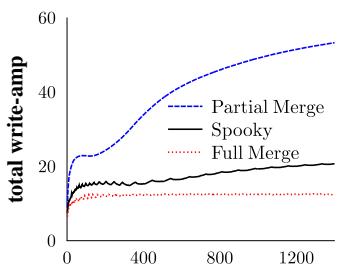 60
total write-amp
40
Partial Merge
Spooky
20
Full Merge
0
0 400 800 1200